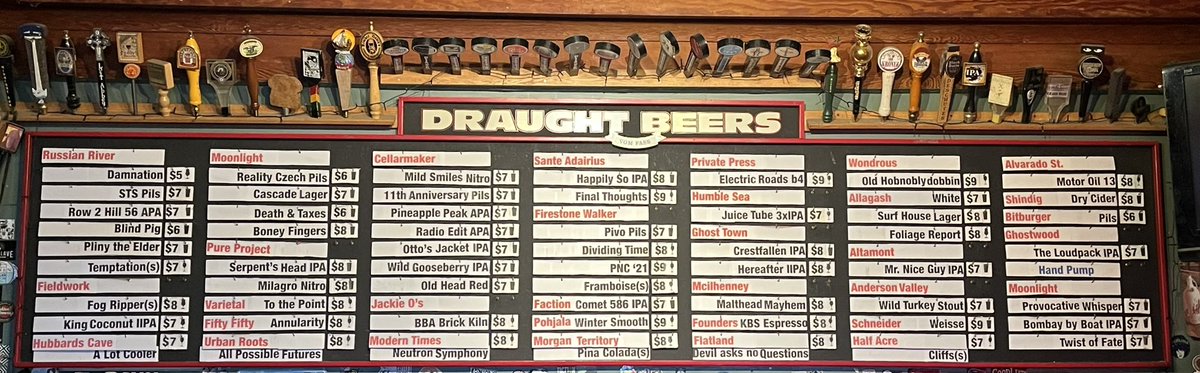 DRAUGHT BEERS
VOM FASS
Russian River
Damnation $5
STS Pils $7
Row 2 Hill 56 APA $7
Blind Pig $6
Pliny the Elder $7
Temptation(s) $7
Fieldwork
Fog Ripper(s) $8
King Coconut IIPA $7
Hubbards Cave $7
A Lot Cooler
Moonlight
Reality Czech Pils $6
Cascade Lager $7
Death & Taxes $6
Boney Fingers $8
Pure Project
Serpent's Head IPA $8
Milagro Nitro $8
Varietal To the Point $8
Fifty Fifty Annularity $8
Urban Roots $8
All Possible Futures
Cellarmaker
Mild Smiles Nitro $7
11th Anniversary Pils $7
Pineapple Peak APA $7
Radio Edit APA $7
Otto's Jacket IPA $7
Wild Gooseberry IPA $7
Old Head Red $7
Jackie O's
BBA Brick Kiln $8
Modern Times $8
Neutron Symphony
Sante Adairius
Happily So IPA $8
Final Thoughts $9
Firestone Walker
Pivo Pils $7
Dividing Time $8
PNC '21 $9
Framboise(s) $8
Faction Comet 586 IPA $7
Pohjala Winter Smooth $9
Morgan Territory $8
Pina Colada(s)
Private Press
Electric Roads b4 $9
Humble Sea
Juice Tube 3xIPA $7
Ghost Town
Crestfallen IPA $8
Hereafter IIPA $8
Mcilhenney
Malthead Mayhem $8
Founders KBS Espresso $8
Flatland $8
Devil asks no Questions
Wondrous
Old Hobnoblydobbin $9
Allagash White $7
Surf House Lager $8
Foliage Report $8
Altamont
Mr. Nice Guy IPA $7
Anderson Valley
Wild Turkey Stout $7
Schneider Weisse $9
Half Acre $7
Cliffs(s)
Alvarado St.
Motor Oil 13 $8
Shindig Dry Cider $8
Bitburger Pils $6
Ghostwood
The Loudpack IPA $7
Hand Pump
Moonlight
Provocative Whisper $7
Bombay by Boat IPA $7
Twist of Fate $7